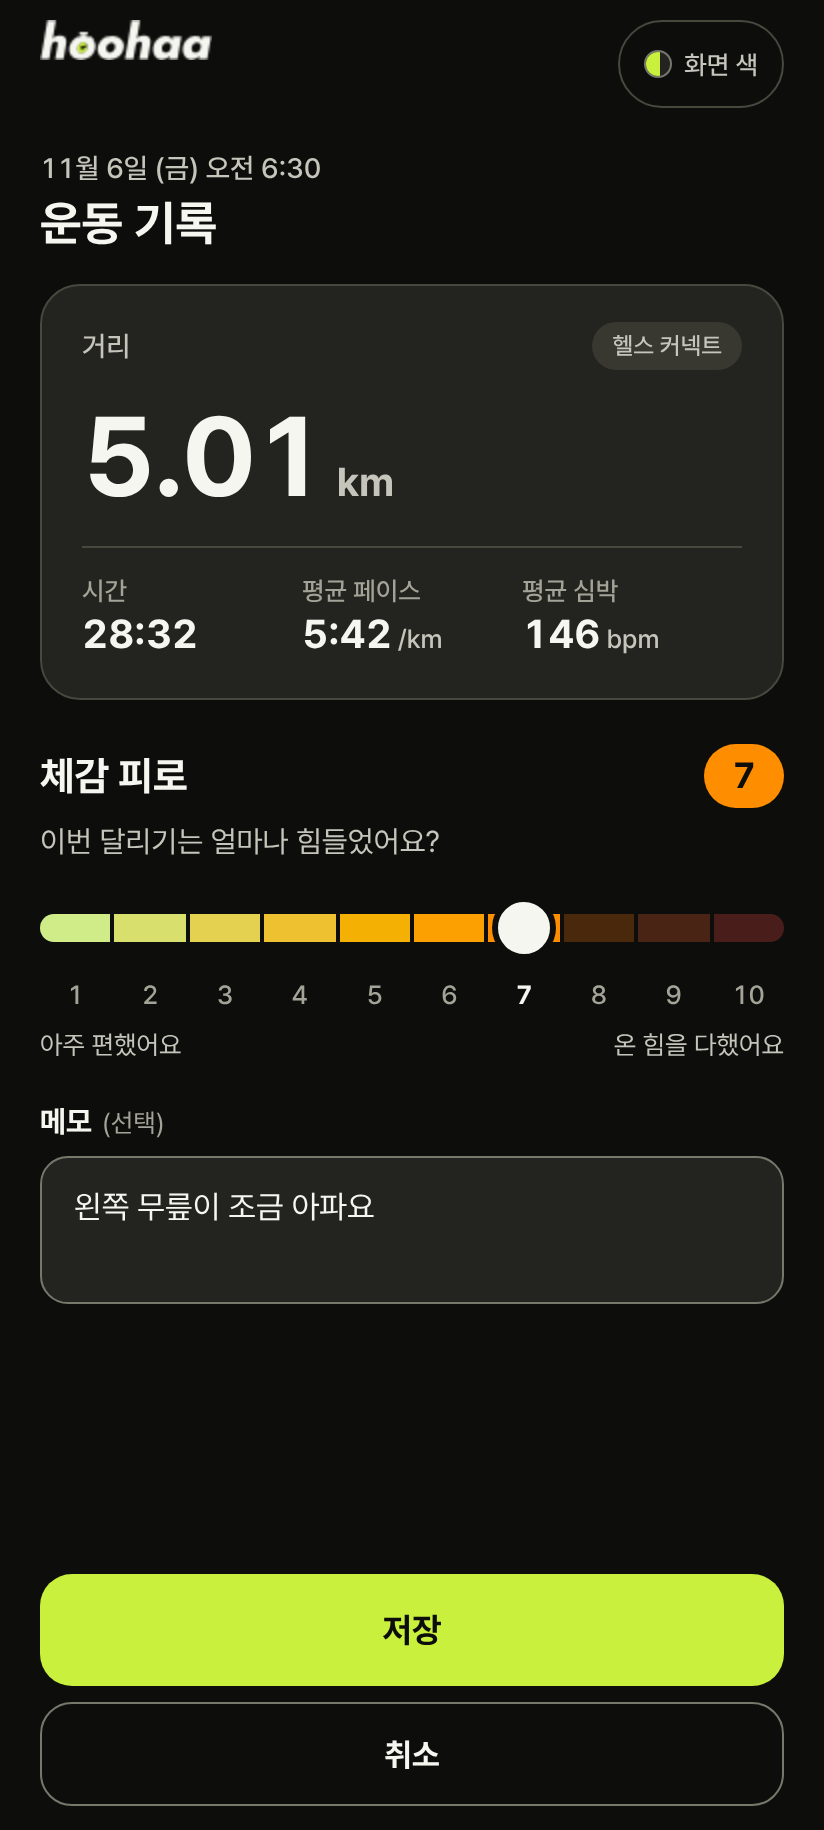 hoohaa
화면 색
11월 6일 (금) 오전 6:30
운동 기록
거리
헬스 커넥트
5.01 km
시간 평균 페이스 평균 심박
28:32 5:42 /km 146 bpm
체감 피로 7
이번 달리기는 얼마나 힘들었어요?
1 2 3 4 5 6 7 8 9 10
아주 편했어요 온 힘을 다했어요
메모 (선택)
왼쪽 무릎이 조금 아파요
저장
취소